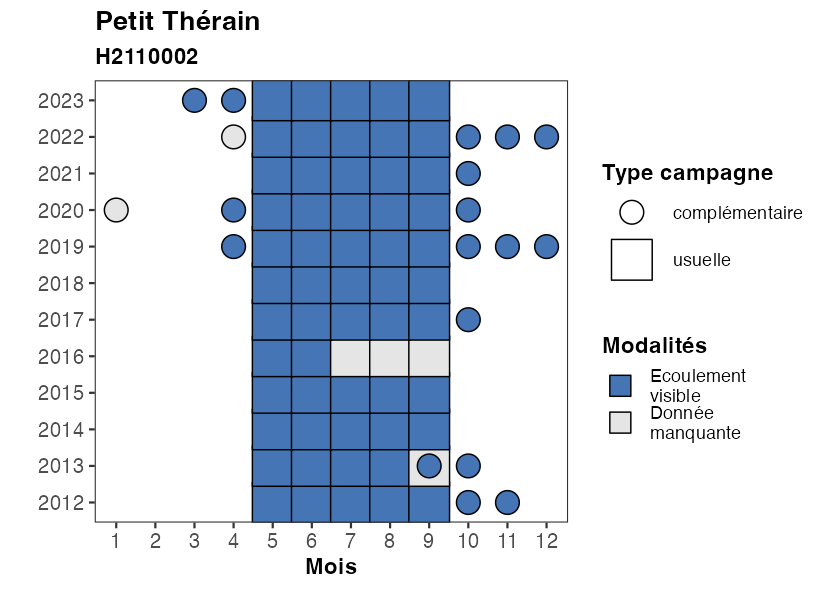 Petit Thérain
H2110002
2023
2022
2021
2020
2019
2018
2017
2016
2015
2014
2013
2012
1 2 3 4 5 6 7 8 9 10 11 12
Mois
Type campagne
complémentaire
usuelle
Modalités
Ecoulement
visible
Donnée
manquante